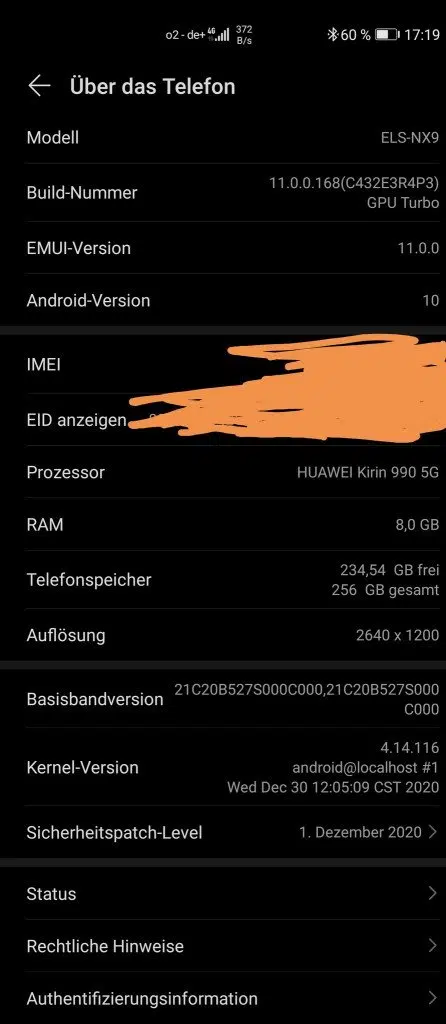 o2 - de+ 4G 372 B/s 60 % 17:19
Über das Telefon
Modell ELS-NX9
Build-Nummer 11.0.0.168(C432E3R4P3)
GPU Turbo
EMUI-Version 11.0.0
Android-Version 10
IMEI
EID anzeigen
Prozessor HUAWEI Kirin 990 5G
RAM 8,0 GB
Telefonspeicher 234,54 GB frei
256 GB gesamt
Auflösung 2640 x 1200
Basisbandversion 21C20B527S000C000,21C20B527S000
C000
Kernel-Version 4.14.116
android@localhost #1
Wed Dec 30 12:05:09 CST 2020
Sicherheitspatch-Level 1. Dezember 2020
Status
Rechtliche Hinweise
Authentifizierungsinformation